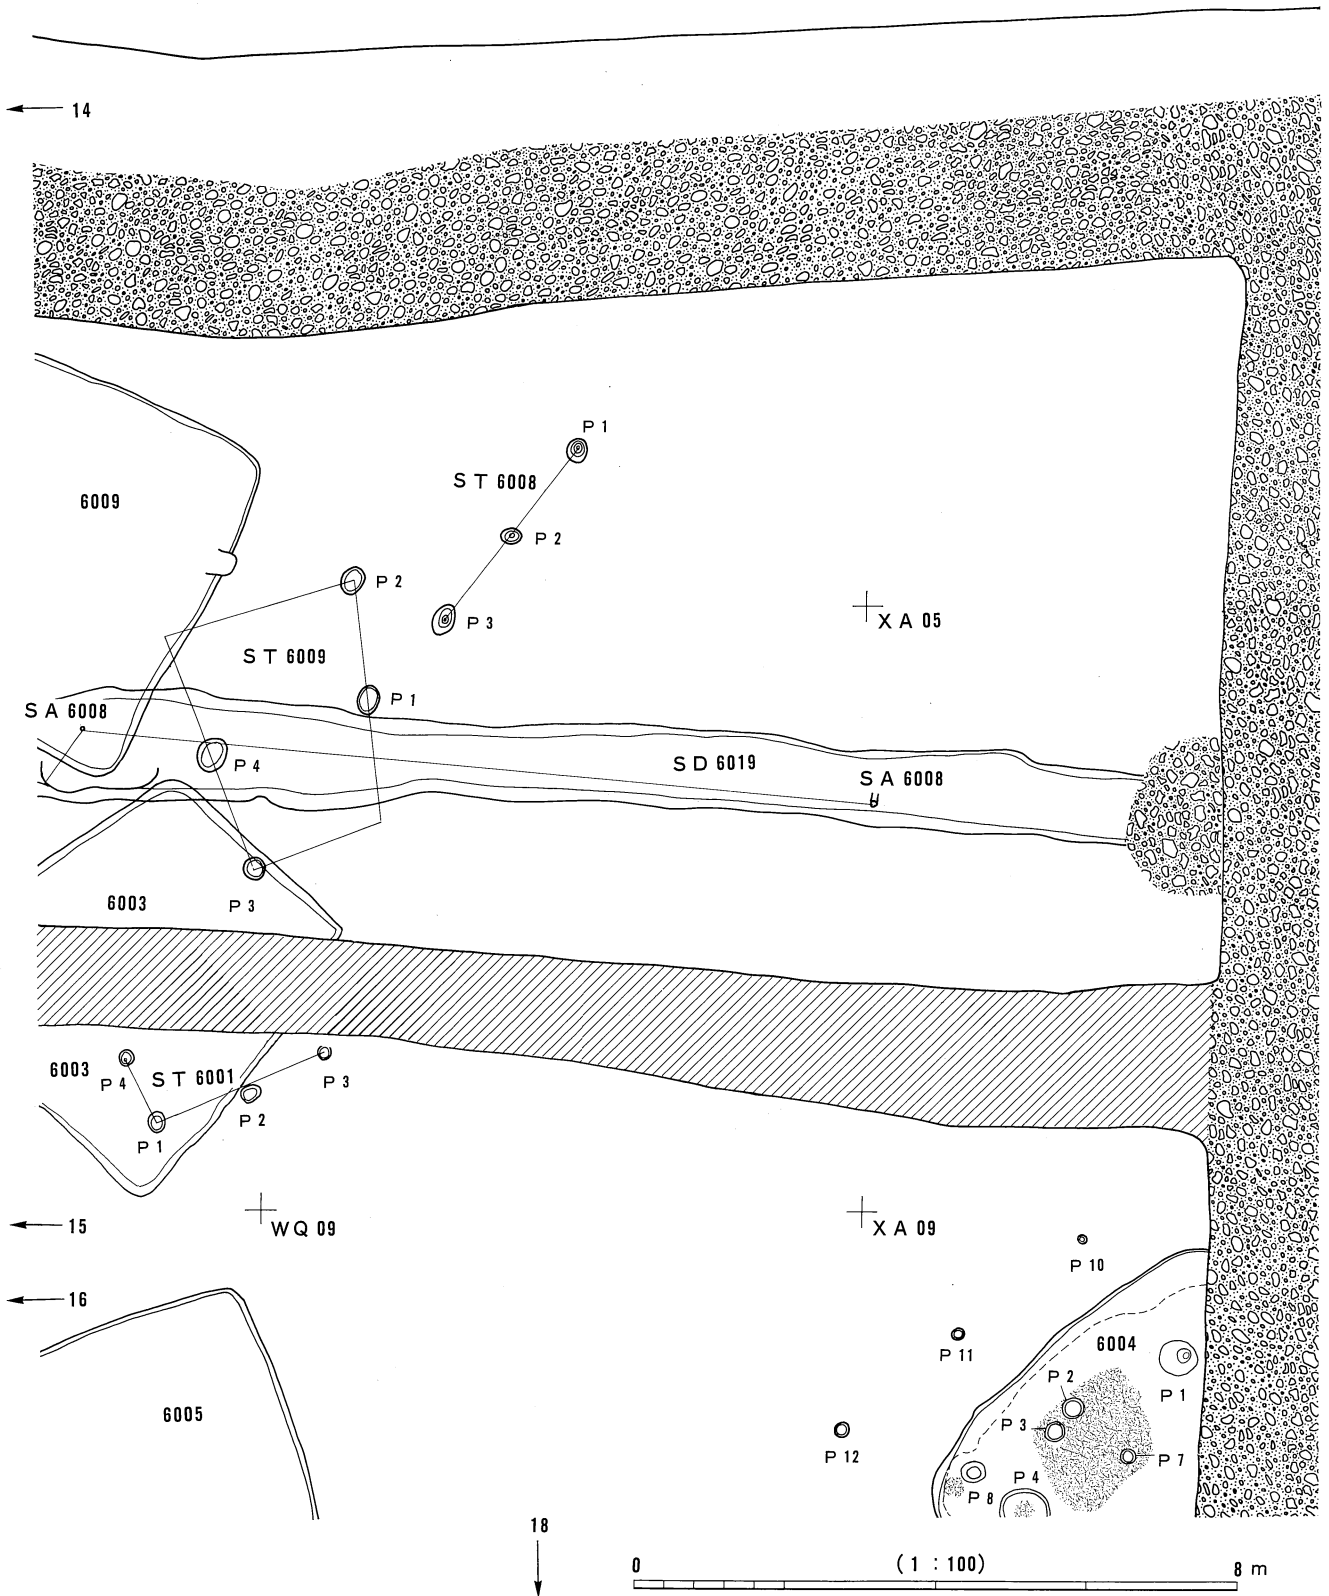 14
P 1
S T 6008
6009
P 2
P 2
P 3
X A 05
S T 6009
P 1
S A 6008
P 4
S D 6019
S A 6008
6003
P 3
6003
P 4
S T 6001
P 3
P 2
P 1
15
W Q 09
X A 09
P 10
16
P 11
6004
P 2
P 1
6005
P 3
P 12
P 7
P 4
P 8
18
0
(1 : 100)
8 m